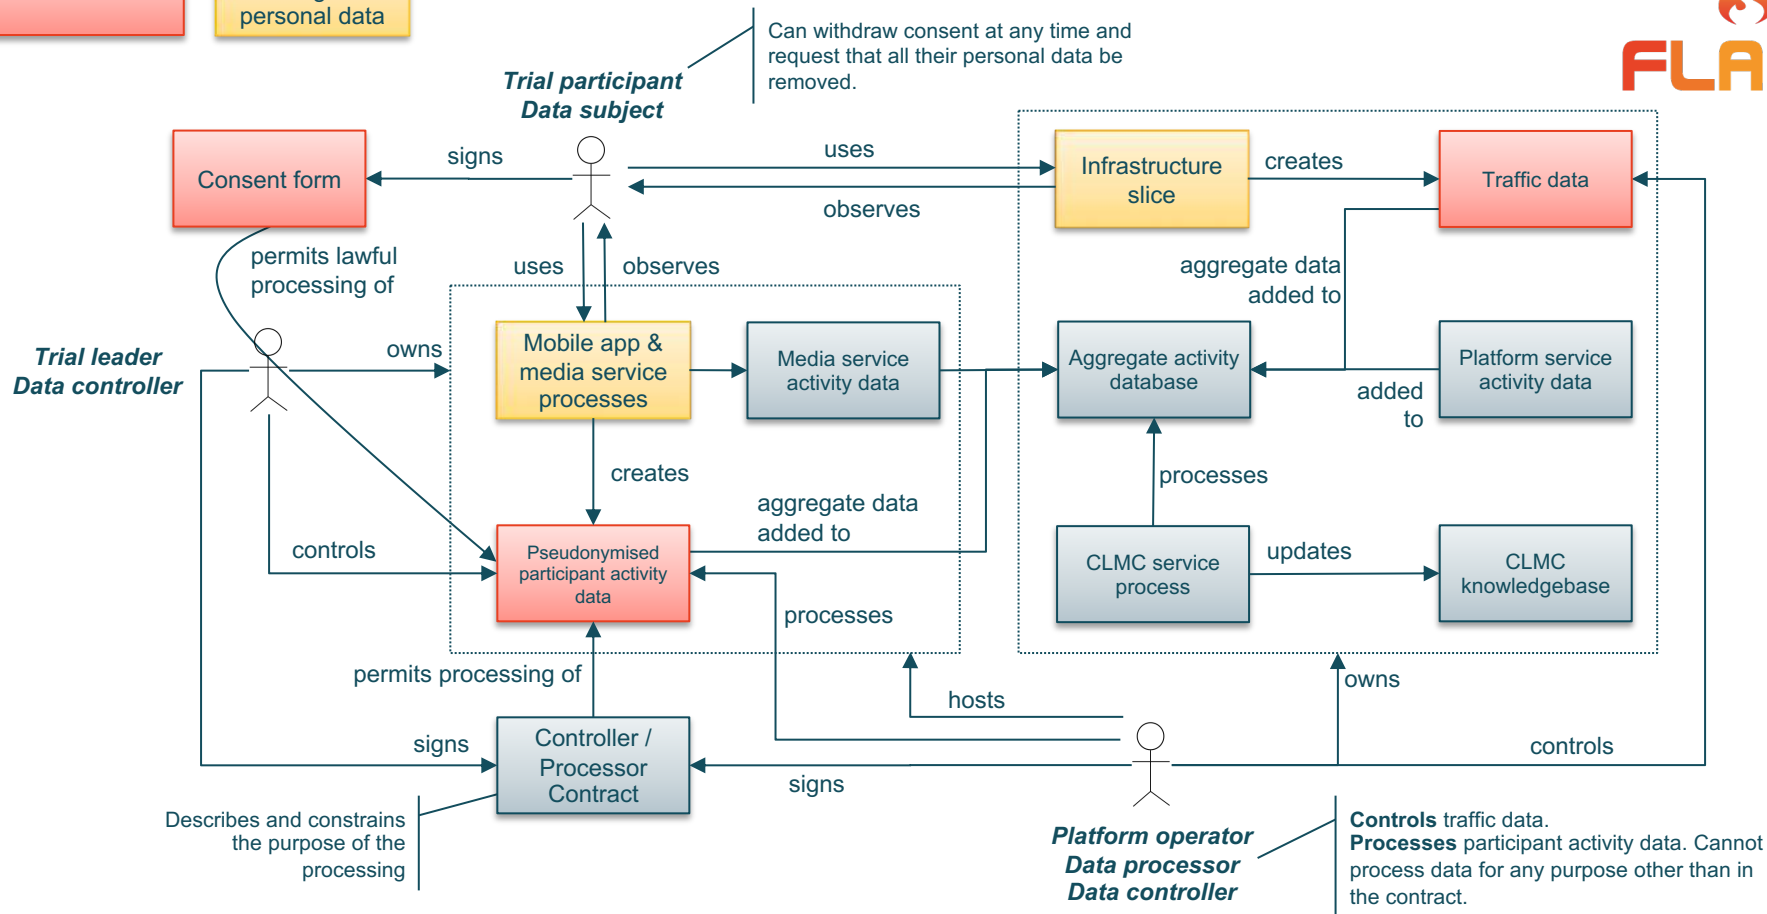 personal data
FLA
Can withdraw consent at any time and
request that all their personal data be
removed.
Trial participant
Data subject
Consent form
signs
uses
observes
Infrastructure
slice
creates
Traffic data
permits lawful
processing of
uses
observes
aggregate data
added to
Trial leader
Data controller
owns
Mobile app &
media service
processes
Media service
activity data
Aggregate activity
database
Platform service
activity data
added
to
creates
processes
aggregate data
added to
controls
Pseudonymised
participant activity
data
CLMC service
process
updates
CLMC
knowledgebase
processes
permits processing of
hosts
owns
signs
Controller /
Processor
Contract
signs
controls
Describes and constrains
the purpose of the
processing
Platform operator
Data processor
Data controller
Controls traffic data.
Processes participant activity data. Cannot
process data for any purpose other than in
the contract.